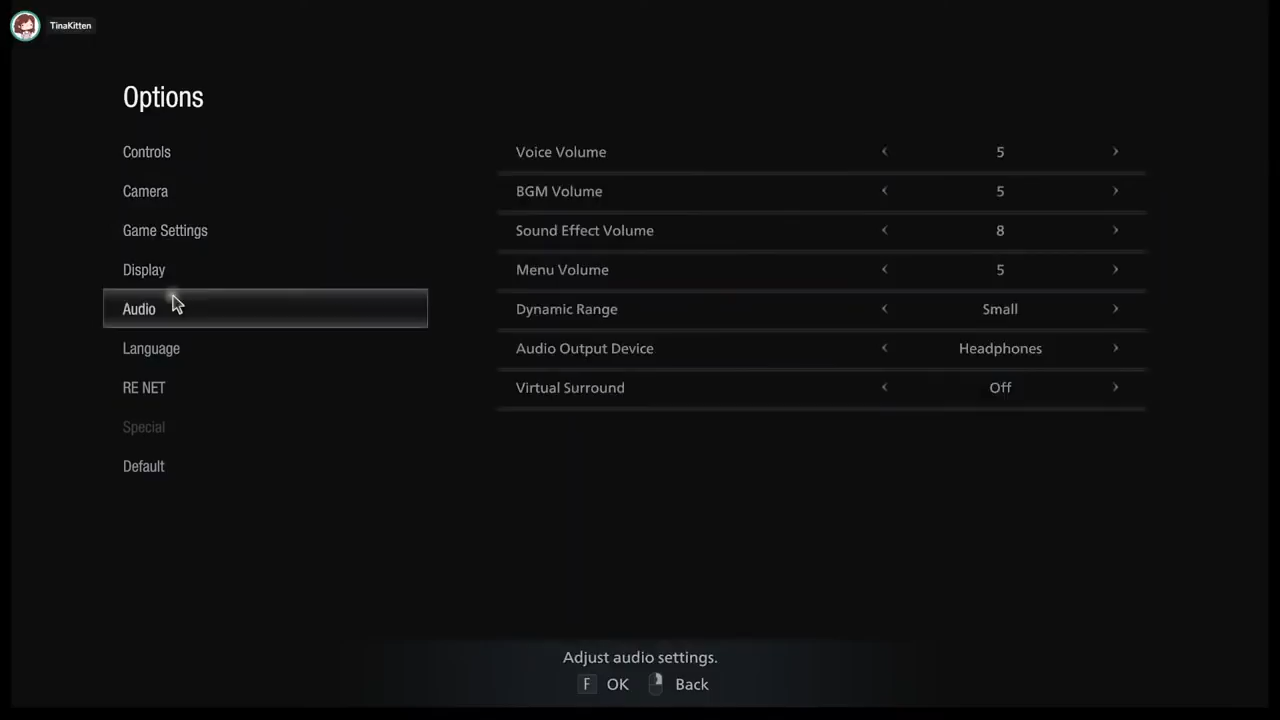 TinaKitten
Options
Controls
Camera
Game Settings
Display
Audio
Language
RE NET
Special
Default
Voice Volume 5
BGM Volume 5
Sound Effect Volume 8
Menu Volume 5
Dynamic Range Small
Audio Output Device Headphones
Virtual Surround Off
Adjust audio settings.
F OK Back